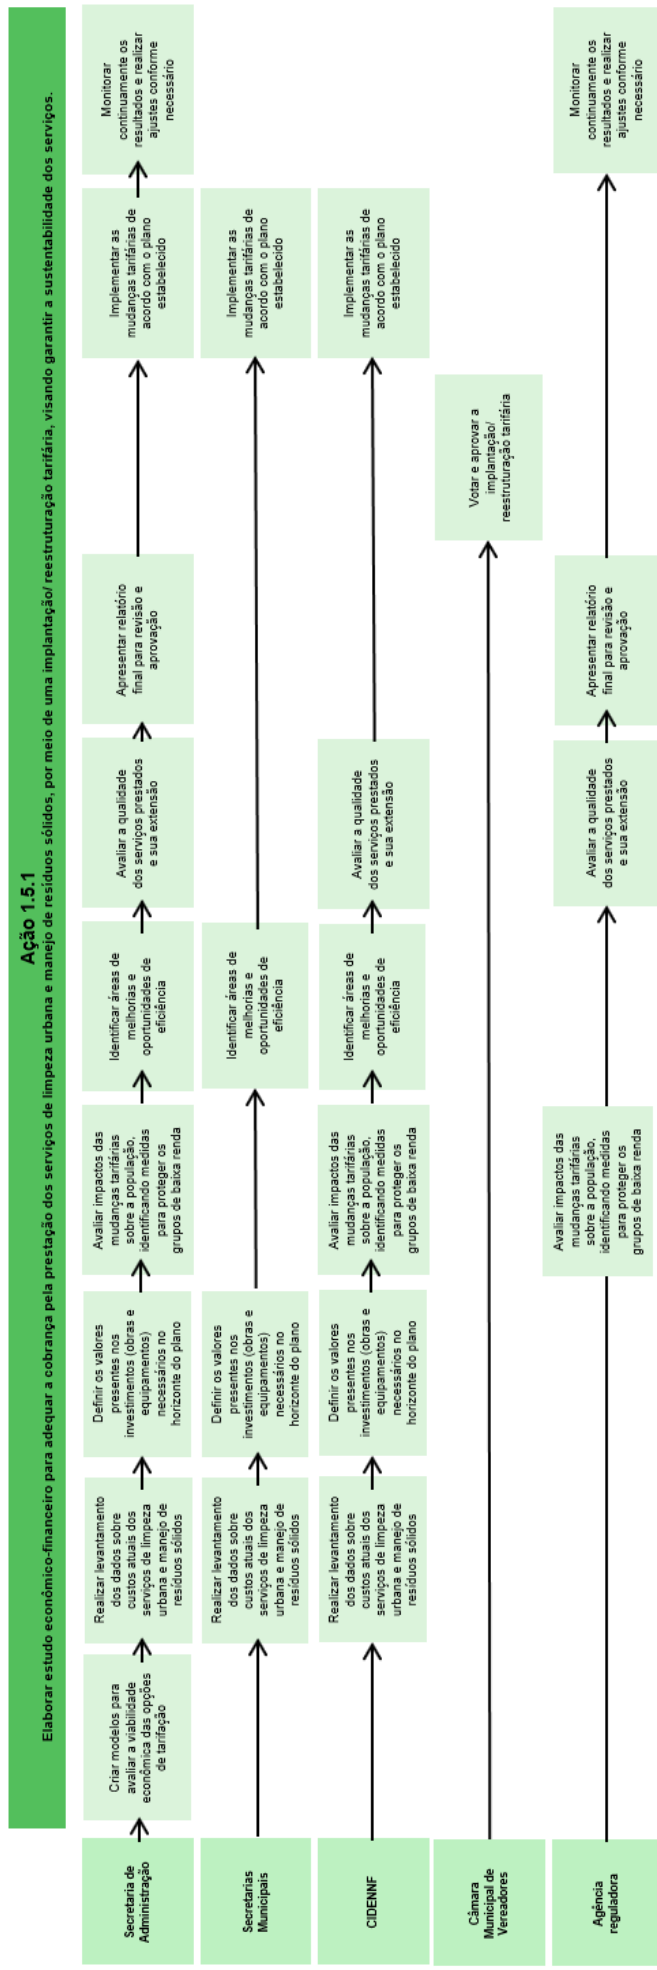 Ação 1.5.1
Elaborar estudo econômico-financeiro para adequar a cobrança pela prestação dos serviços de limpeza urbana e manejo de resíduos sólidos, por meio de uma implantação/ reestruturação tarifária, visando garantir a sustentabilidade dos serviços.
Secretaria de
Administração
Criar modelos para
avaliar a viabilidade
econômica das opções
de tarifação
Realizar levantamento
dos dados sobre
custos atuais dos
serviços de limpeza
urbana e manejo de
resíduos sólidos
Definir os valores
presentes nos
investimentos (obras e
equipamentos)
necessários no
horizonte do plano
Avaliar impactos das
mudanças tarifárias
sobre a população,
identificando medidas
para proteger os
grupos de baixa renda
Identificar áreas de
melhorias e
oportunidades de
eficiência
Avaliar a qualidade
dos serviços prestados
e sua extensão
Apresentar relatório
final para revisão e
aprovação
Implementar as
mudanças tarifárias de
acordo com o plano
estabelecido
Monitorar
continuamente os
resultados e realizar
ajustes conforme
necessário
Secretarias
Municipais
Realizar levantamento
dos dados sobre
custos atuais dos
serviços de limpeza
urbana e manejo de
resíduos sólidos
Definir os valores
presentes nos
investimentos (obras e
equipamentos)
necessários no
horizonte do plano
Identificar áreas de
melhorias e
oportunidades de
eficiência
Implementar as
mudanças tarifárias de
acordo com o plano
estabelecido
CIDENNF
Realizar levantamento
dos dados sobre
custos atuais dos
serviços de limpeza
urbana e manejo de
resíduos sólidos
Definir os valores
presentes nos
investimentos (obras e
equipamentos)
necessários no
horizonte do plano
Avaliar impactos das
mudanças tarifárias
sobre a população,
identificando medidas
para proteger os
grupos de baixa renda
Identificar áreas de
melhorias e
oportunidades de
eficiência
Avaliar a qualidade
dos serviços prestados
e sua extensão
Implementar as
mudanças tarifárias de
acordo com o plano
estabelecido
Câmara
Municipal de
Vereadores
Votar e aprovar a
implantação/
reestruturação tarifária
Agência
reguladora
Avaliar impactos das
mudanças tarifárias
sobre a população,
identificando medidas
para proteger os
grupos de baixa renda
Avaliar a qualidade
dos serviços prestados
e sua extensão
Apresentar relatório
final para revisão e
aprovação
Monitorar
continuamente os
resultados e realizar
ajustes conforme
necessário